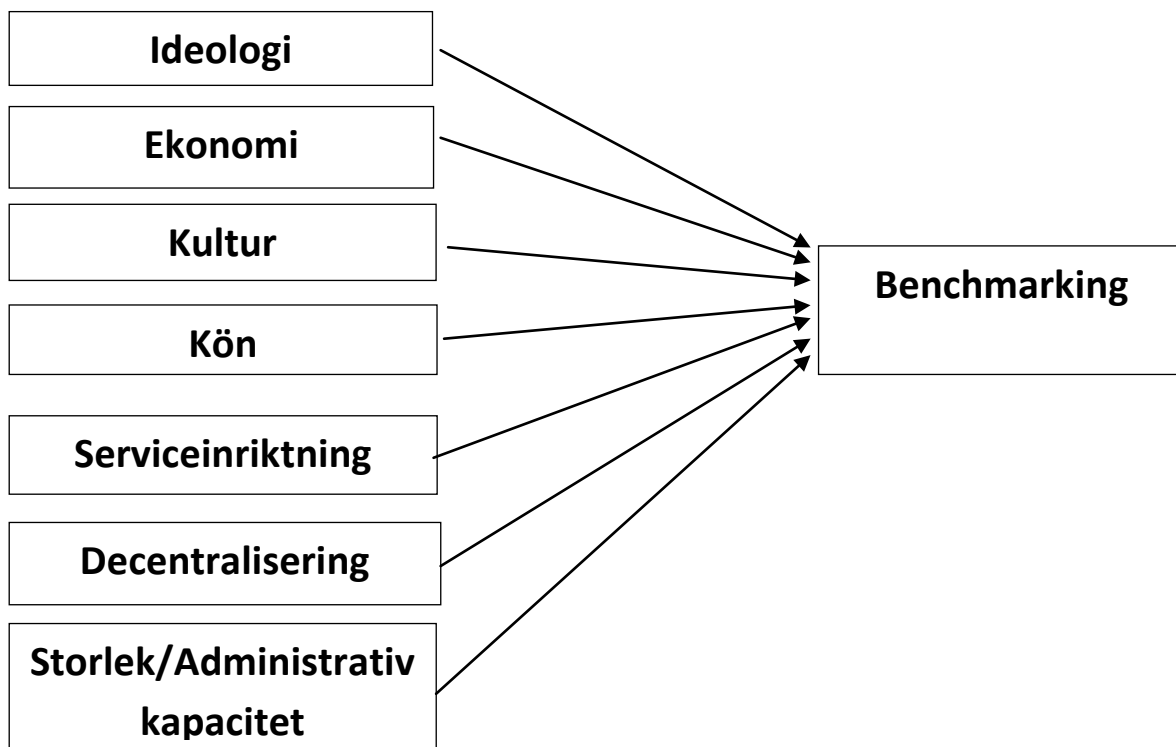 Ideologi
Ekonomi
Kultur
Kön
Serviceinriktning
Decentralisering
Storlek/Administrativ
kapacitet
Benchmarking